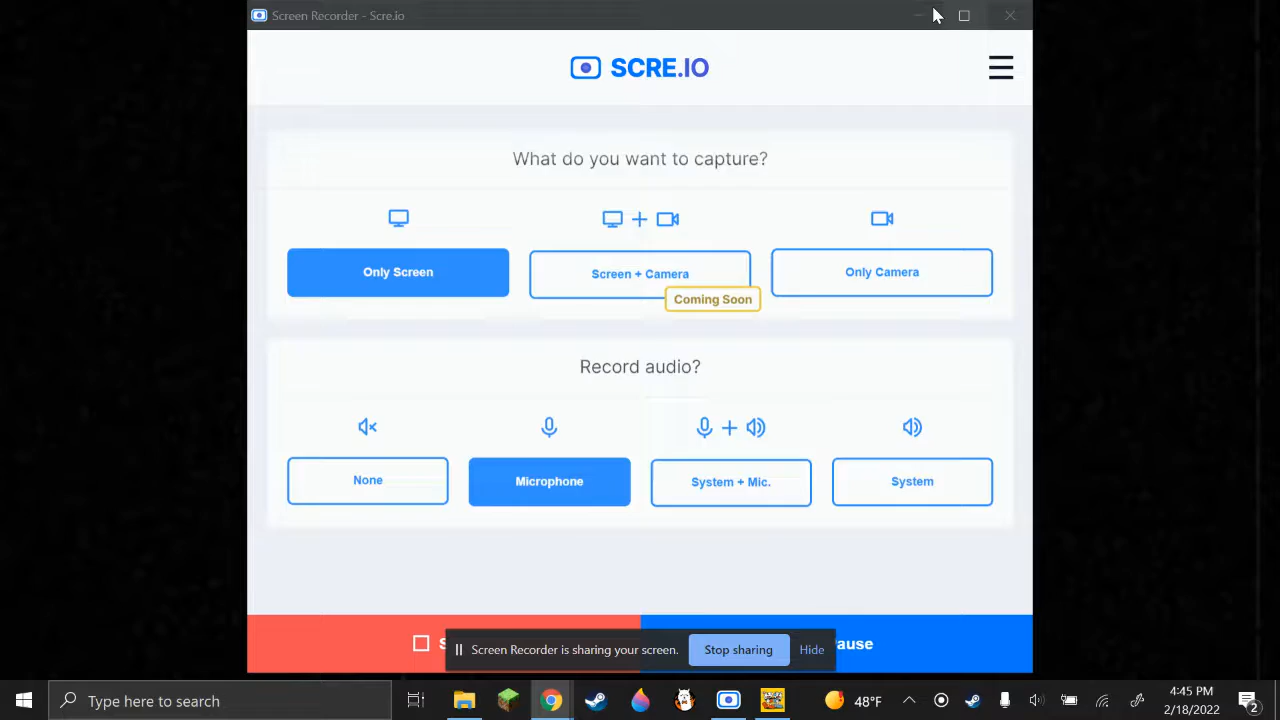 Screen Recorder - Scre.io
SCRE.IO
What do you want to capture?
Only Screen
Screen + Camera
Only Camera
Coming Soon
Record audio?
None
Microphone
System + Mic.
System
Screen Recorder is sharing your screen.
Stop sharing
Hide
Type here to search
48°F
4:45 PM
2/18/2022
2